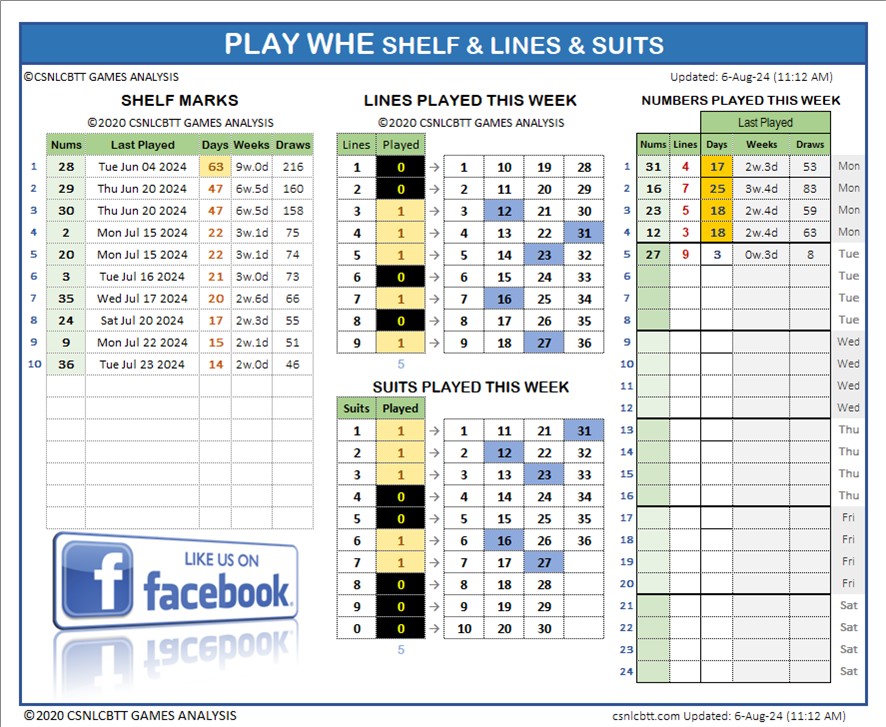 PLAY WHE SHELF & LINES & SUITS
©CSNLCBTT GAMES ANALYSIS
Updated: 6-Aug-24 (11:12 AM)
SHELF MARKS
©2020 CSNLCBTT GAMES ANALYSIS
Nums Last Played Days Weeks Draws
1 28 Tue Jun 04 2024 63 9w.0d 216
2 29 Thu Jun 20 2024 47 6w.5d 160
3 30 Thu Jun 20 2024 47 6w.5d 158
4 2 Mon Jul 15 2024 22 3w.1d 75
5 20 Mon Jul 15 2024 22 3w.1d 74
6 3 Tue Jul 16 2024 21 3w.0d 73
7 35 Wed Jul 17 2024 20 2w.6d 66
8 24 Sat Jul 20 2024 17 2w.3d 55
9 9 Mon Jul 22 2024 15 2w.1d 51
10 36 Tue Jul 23 2024 14 2w.0d 46
LIKE US ON
f facebook.
LINES PLAYED THIS WEEK
©2020 CSNLCBTT GAMES ANALYSIS
Lines Played
1 0 → 1 10 19 28
2 0 → 2 11 20 29
3 1 → 3 12 21 30
4 1 → 4 13 22 31
5 1 → 5 14 23 32
6 0 → 6 15 24 33
7 1 → 7 16 25 34
8 0 → 8 17 26 35
9 1 → 9 18 27 36
5
SUITS PLAYED THIS WEEK
Suits Played
1 1 → 1 11 21 31
2 1 → 2 12 22 32
3 1 → 3 13 23 33
4 0 → 4 14 24 34
5 0 → 5 15 25 35
6 1 → 6 16 26 36
7 1 → 7 17 27
8 0 → 8 18 28
9 0 → 9 19 29
0 0 → 10 20 30
5
NUMBERS PLAYED THIS WEEK
Last Played
Nums Lines Days Weeks Draws
1 31 4 17 2w.3d 53 Mon
2 16 7 25 3w.4d 83 Mon
3 23 5 18 2w.4d 59 Mon
4 12 3 18 2w.4d 63 Mon
5 27 9 3 0w.3d 8 Tue
6 Tue
7 Tue
8 Tue
9 Wed
10 Wed
11 Wed
12 Wed
13 Thu
14 Thu
15 Thu
16 Thu
17 Fri
18 Fri
19 Fri
20 Fri
21 Sat
22 Sat
23 Sat
24 Sat
©2020 CSNLCBTT GAMES ANALYSIS
csnlcbtt.com Updated: 6-Aug-24 (11:12 AM)